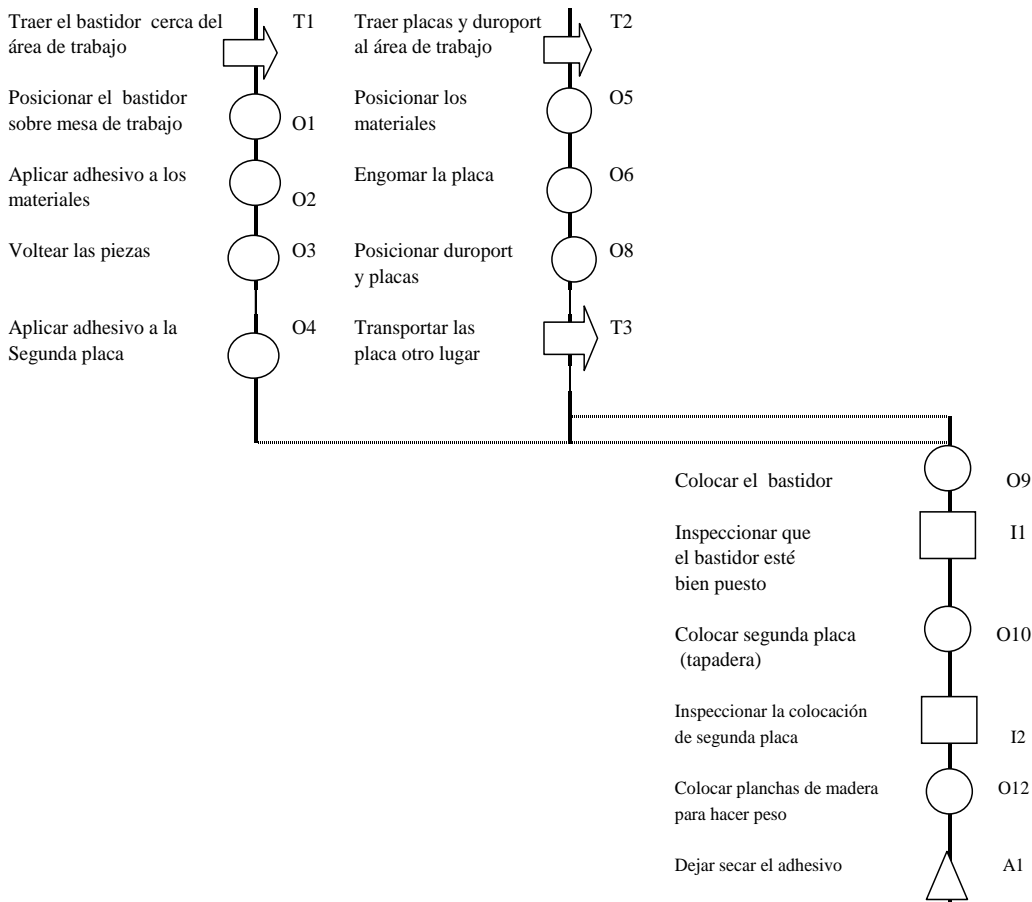 Traer el bastidor cerca del
área de trabajo
T1
Posicionar el bastidor
sobre mesa de trabajo
O1
Aplicar adhesivo a los
materiales
O2
Voltear las piezas
O3
Aplicar adhesivo a la
Segunda placa
O4
Traer placas y duroport
al área de trabajo
T2
Posicionar los
materiales
O5
Engomar la placa
O6
Posicionar duroport
y placas
O8
Transportar las
placa otro lugar
T3
Colocar el bastidor
O9
Inspeccionar que
el bastidor esté
bien puesto
I1
Colocar segunda placa
(tapadera)
O10
Inspeccionar la colocación
de segunda placa
I2
Colocar planchas de madera
para hacer peso
O12
Dejar secar el adhesivo
A1